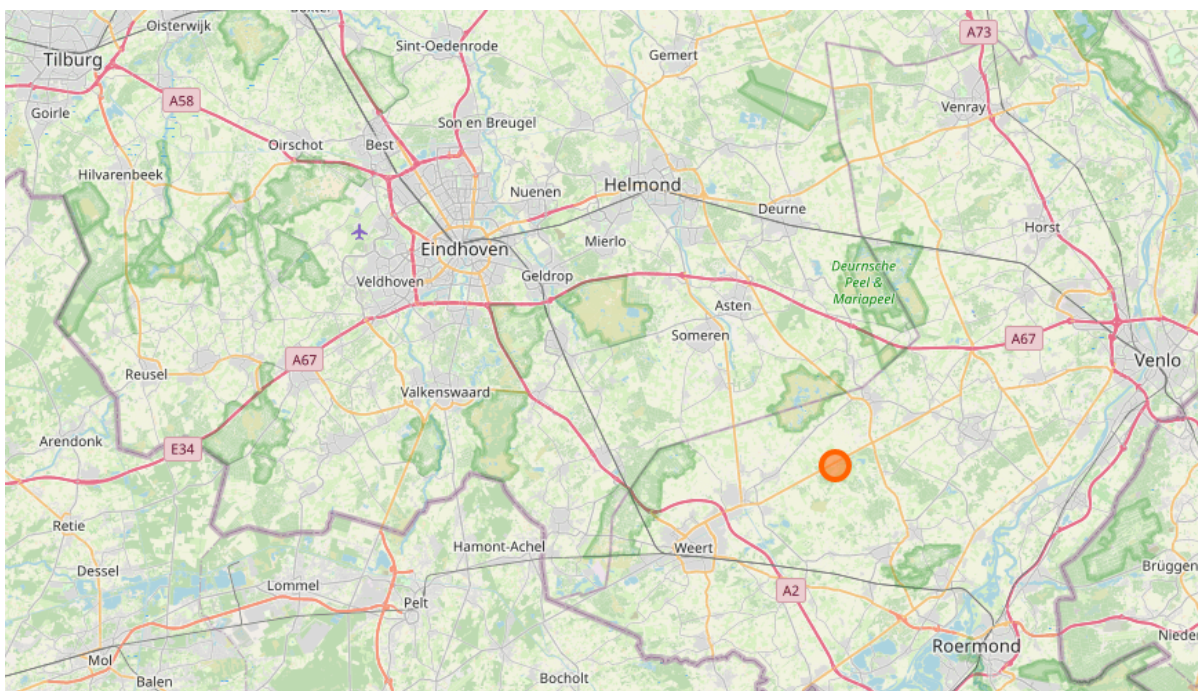 Oisterwijk
Sint-Oedenrode
Gemert
A73
Tilburg
A58
Goirle
Venray
Son en Breugel
Oirschot
Best
Hilvarenbeek
Nuenen
Helmond
Deurne
Horst
Eindhoven
Mierlo
Veldhoven
Geldrop
Deurnsche
Peel &
Mariapeel
Asten
Someren
A67
A67
Venlo
Reusel
Valkenswaard
Arendonk
E34
Retie
Hamont-Achel
Weert
Dessel
Lommel
A2
Pelt
Brüggen
Roermond
Mol
Balen
Bocholt